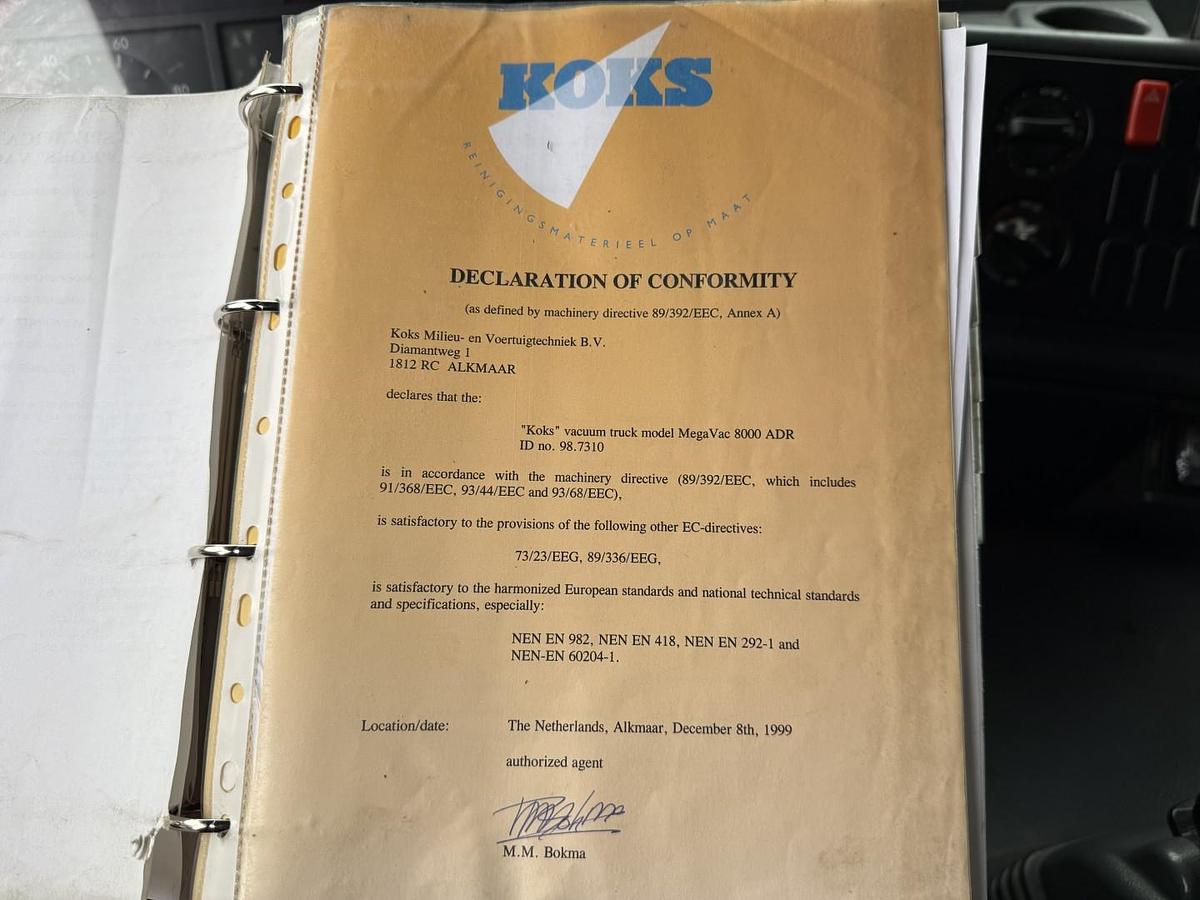 KOKS
REINIGINGSMATERIEEL OP MAAT
DECLARATION OF CONFORMITY
(as defined by machinery directive 89/392/EEC, Annex A)
Koks Milieu- en Voertuigtechniek B.V.
Diamantweg 1
1812 RC ALKMAAR
declares that the:
"Koks" vacuum truck model MegaVac 8000 ADR
ID no. 98.7310
is in accordance with the machinery directive (89/392/EEC, which includes
91/368/EEC, 93/44/EEC and 93/68/EEC),
is satisfactory to the provisions of the following other EC-directives:
73/23/EEG, 89/336/EEG,
is satisfactory to the harmonized European standards and national technical standards
and specifications, especially:
NEN EN 982, NEN EN 418, NEN EN 292-1 and
NEN-EN 60204-1.
Location/date: The Netherlands, Alkmaar, December 8th, 1999
authorized agent
M.M. Bokma